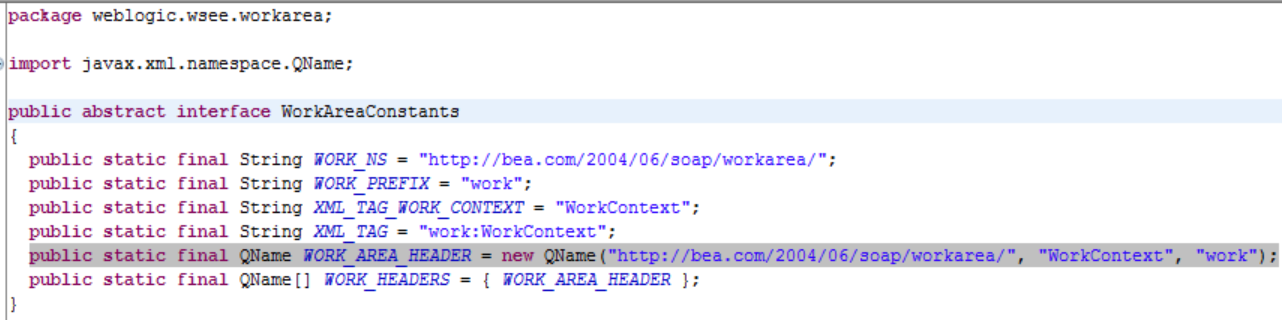 package weblogic.wsee.workarea;
import javax.xml.namespace.QName;
public abstract interface WorkAreaConstants
{
public static final String WORK_NS = "http://bea.com/2004/06/soap/workarea/";
public static final String WORK_PREFIX = "work";
public static final String XML_TAG_WORK_CONTEXT = "WorkContext";
public static final String XML_TAG = "work:WorkContext";
public static final QName WORK_AREA_HEADER = new QName("http://bea.com/2004/06/soap/workarea/", "WorkContext", "work");
public static final QName[] WORK_HEADERS = { WORK_AREA_HEADER };
}